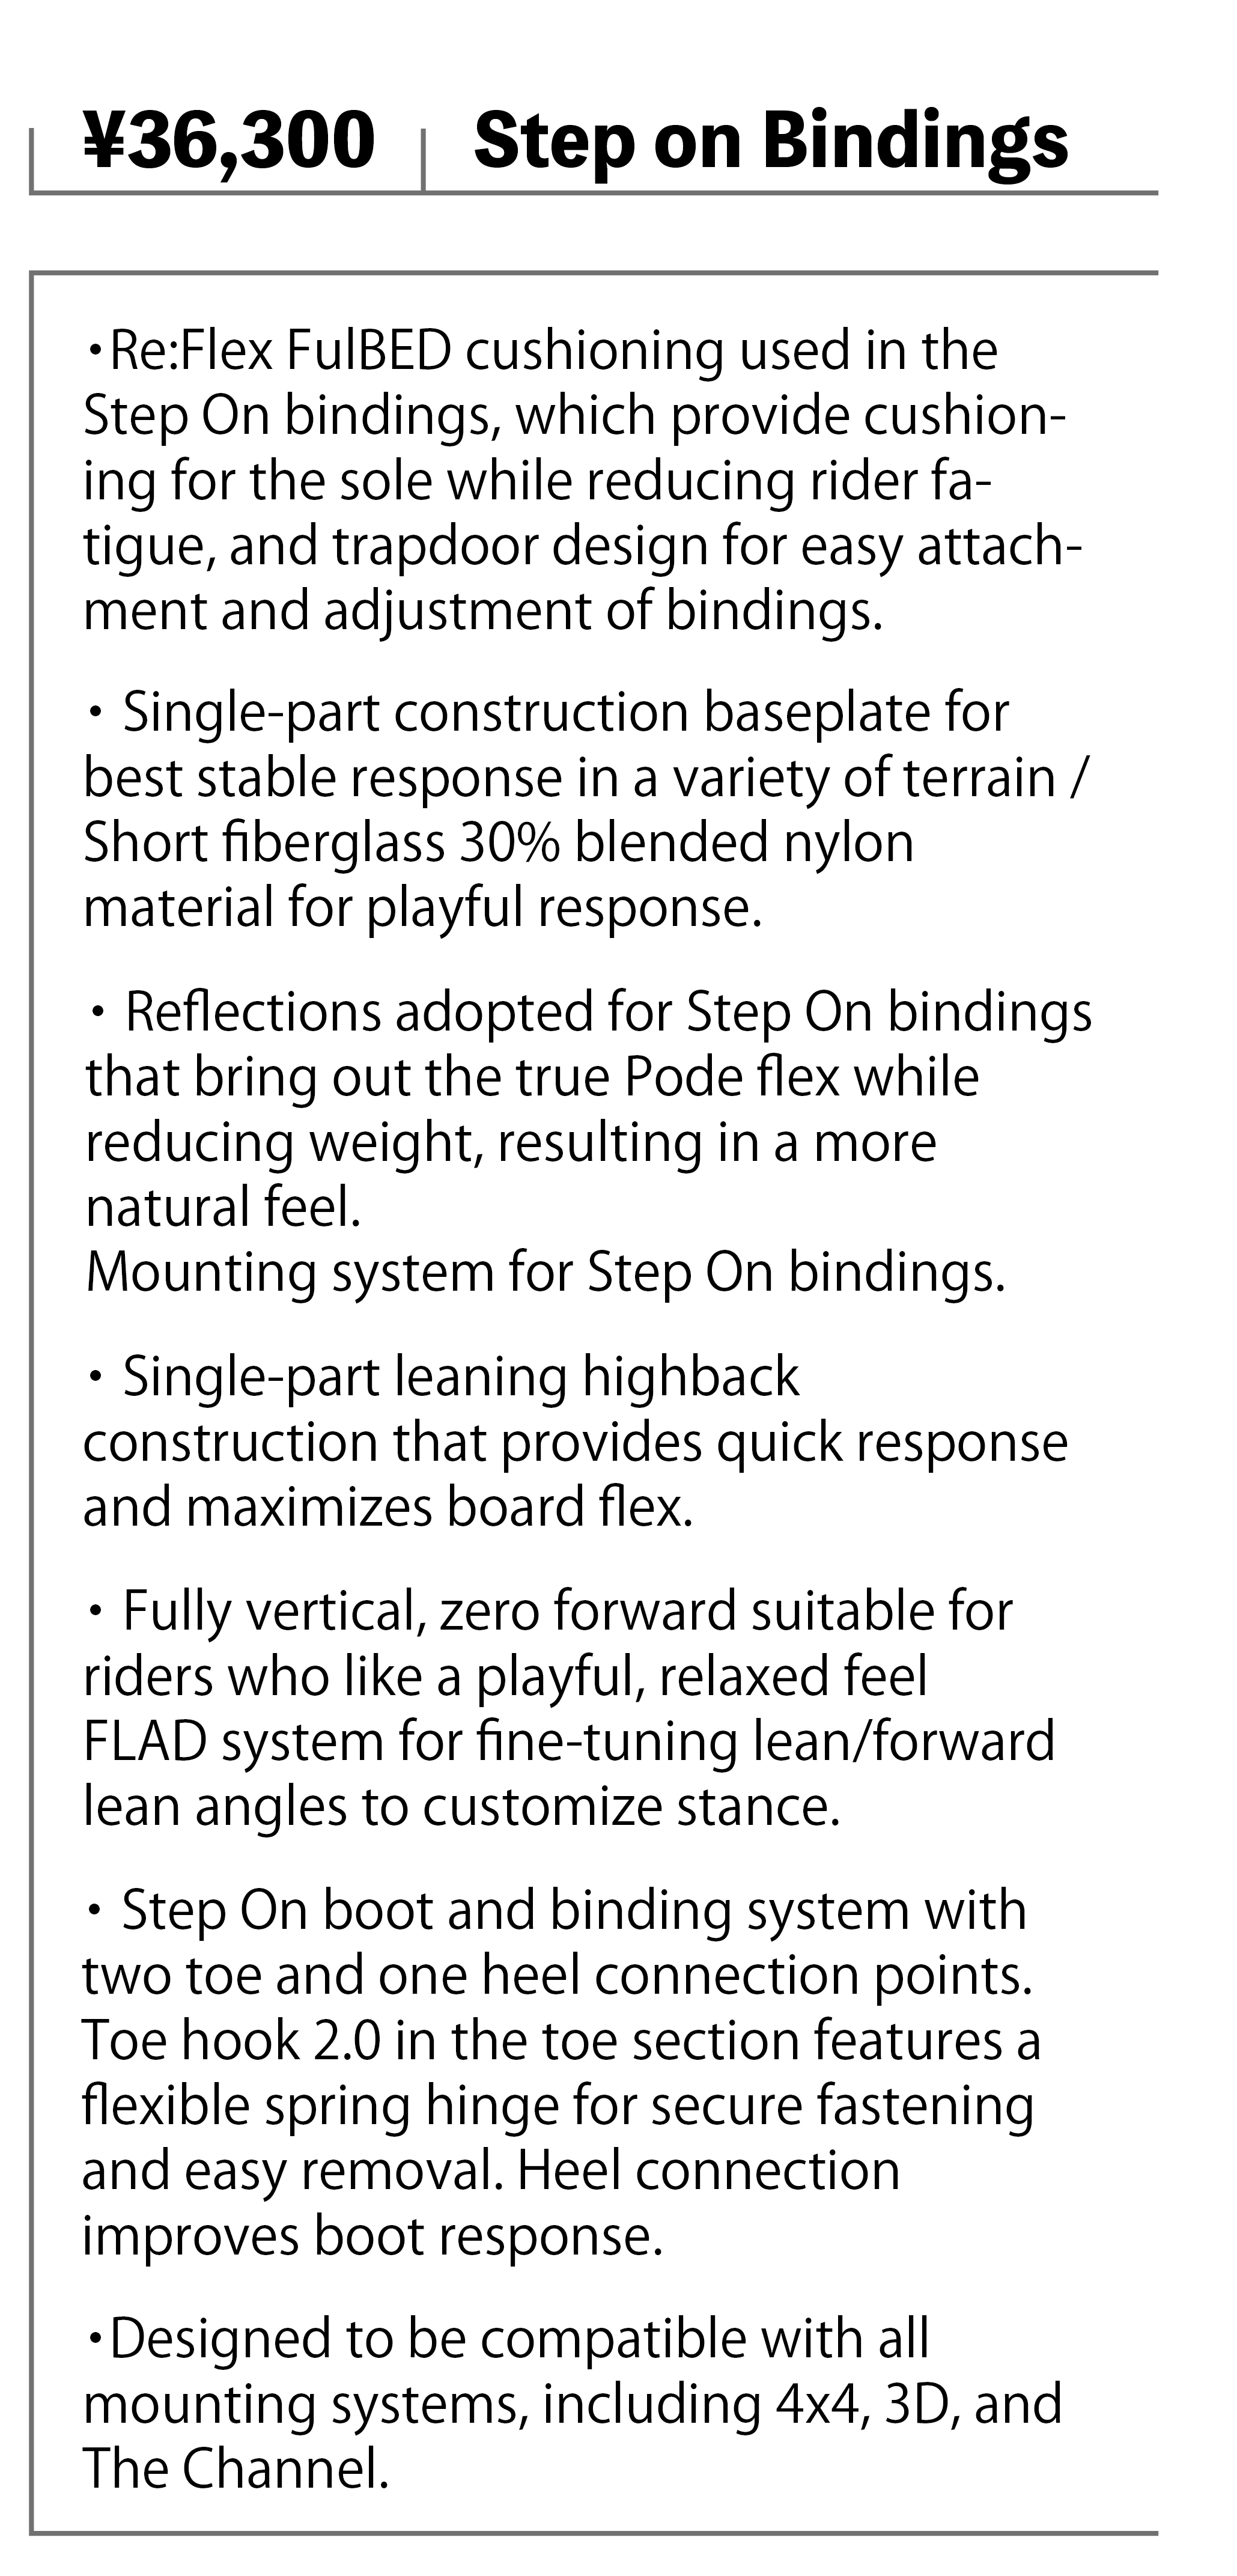 ¥36,300 Step on Bindings
・Re:Flex FulBED cushioning used in the
Step On bindings, which provide cushion-
ing for the sole while reducing rider fa-
tigue, and trapdoor design for easy attach-
ment and adjustment of bindings.
・ Single-part construction baseplate for
best stable response in a variety of terrain /
Short fiberglass 30% blended nylon
material for playful response.
・ Reflections adopted for Step On bindings
that bring out the true Pode flex while
reducing weight, resulting in a more
natural feel.
Mounting system for Step On bindings.
・ Single-part leaning highback
construction that provides quick response
and maximizes board flex.
・ Fully vertical, zero forward suitable for
riders who like a playful, relaxed feel
FLAD system for fine-tuning lean/forward
lean angles to customize stance.
・ Step On boot and binding system with
two toe and one heel connection points.
Toe hook 2.0 in the toe section features a
flexible spring hinge for secure fastening
and easy removal. Heel connection
improves boot response.
・Designed to be compatible with all
mounting systems, including 4x4, 3D, and
The Channel.